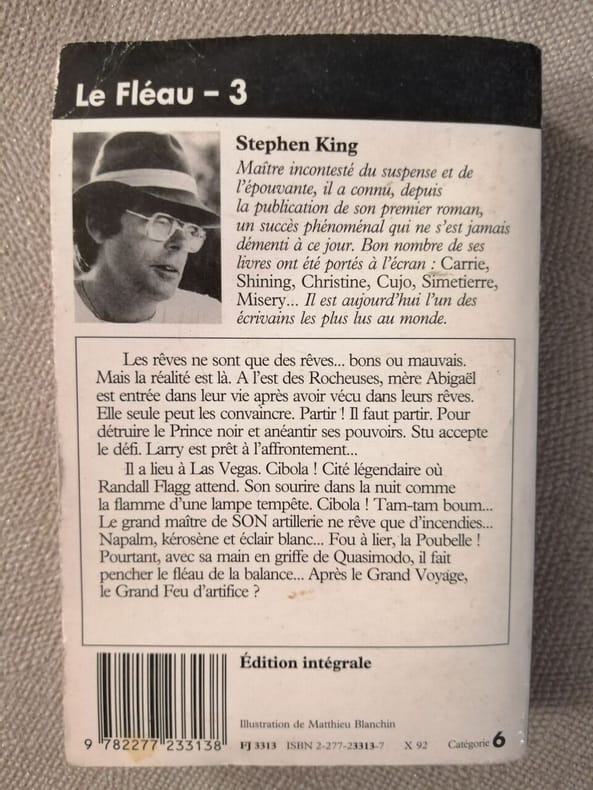 Le Fléau – 3
Stephen King
Maître incontesté du suspense et de
l'épouvante, il a connu, depuis
la publication de son premier roman,
un succès phénoménal qui ne s'est jamais
démenti à ce jour. Bon nombre de ses
livres ont été portés à l'écran : Carrie,
Shining, Christine, Cujo, Simetierre,
Misery... Il est aujourd'hui l'un des
écrivains les plus lus au monde.
Les rêves ne sont que des rêves... bons ou mauvais.
Mais la réalité est là. A l'est des Rocheuses, mère Abigaël
est entrée dans leur vie après avoir vécu dans leurs rêves.
Elle seule peut les convaincre. Partir ! Il faut partir. Pour
détruire le Prince noir et anéantir ses pouvoirs. Stu accepte
le défi. Larry est prêt à l'affrontement...
Il a lieu à Las Vegas. Cibola ! Cité légendaire où
Randall Flagg attend. Son sourire dans la nuit comme
la flamme d'une lampe tempête. Cibola ! Tam-tam boum...
Le grand maître de SON artillerie ne rêve que d'incendies...
Napalm, kérosène et éclair blanc... Fou à lier, la Poubelle !
Pourtant, avec sa main en griffe de Quasimodo, il fait
pencher le fléau de la balance... Après le Grand Voyage,
le Grand Feu d'artifice ?
Édition intégrale
Illustration de Matthieu Blanchin
9 782277 233138 FJ 3313 ISBN 2-277-23313-7 X 92 Catégorie 6